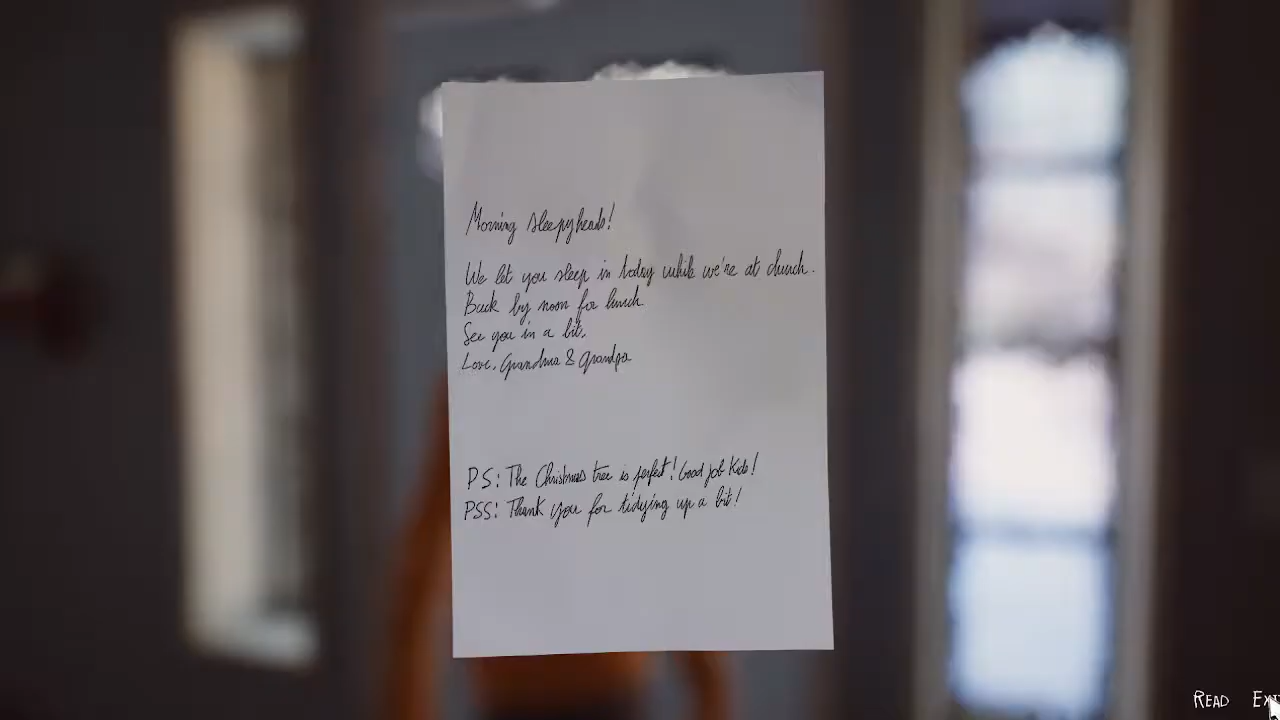 Morning sleepyheads!
We let you sleep in today while we're at church.
Back by noon for lunch.
See you in a bit.
Love, Grandma & Grandpa
PS: The Christmas tree is perfect! Good job kids!
PSS: Thank you for tidying up a bit!
READ EXIT